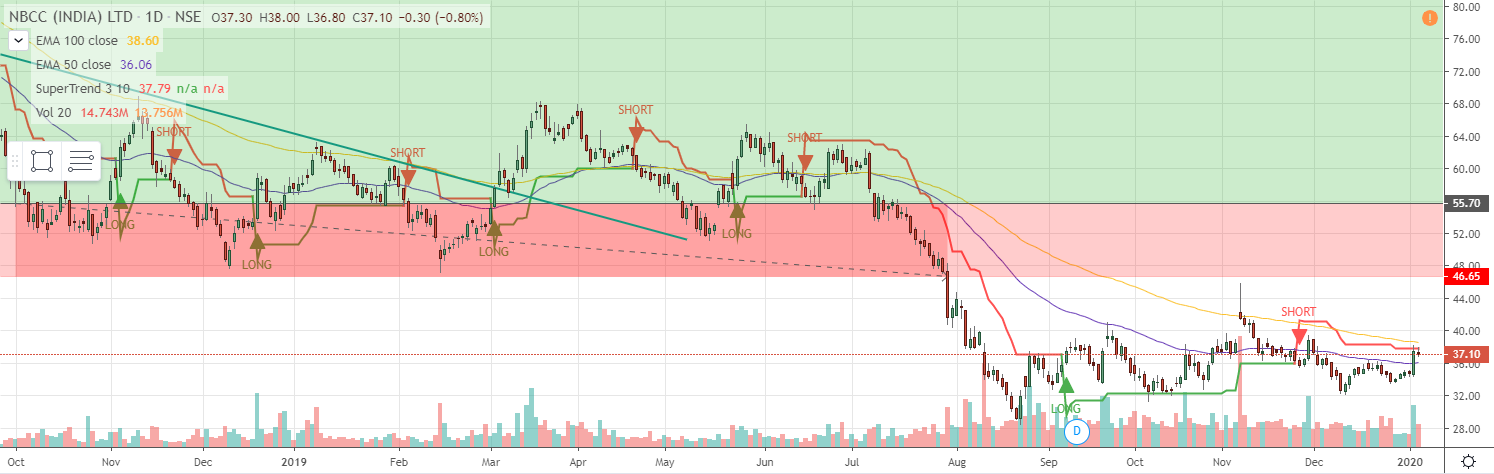 NBCC (INDIA) LTD · 1D · NSE O37.30 H38.00 L36.80 C37.10 −0.30 (−0.80%)
EMA 100 close 38.60
EMA 50 close 36.06
SuperTrend 3 10 37.79 n/a n/a
Vol 20 14.743M 13.756M
SHORT
SHORT
SHORT
SHORT
SHORT
LONG
LONG
LONG
LONG
LONG
D
!
80.00
76.00
72.00
68.00
64.00
60.00
55.70
52.00
48.00
46.65
44.00
40.00
37.10
36.00
32.00
28.00
Oct Nov Dec 2019 Feb Mar Apr May Jun Jul Aug Sep Oct Nov Dec 2020